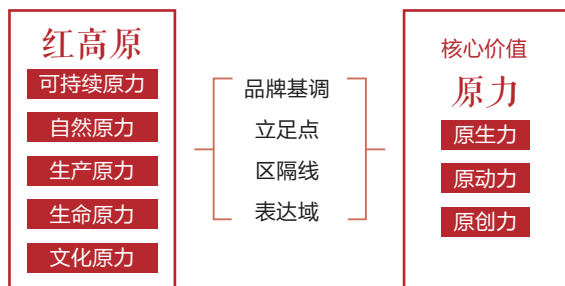 红高原
可持续原力
自然原力
生产原力
生命原力
文化原力
品牌基调
立足点
区隔线
表达域
核心价值
原力
原生力
原动力
原创力